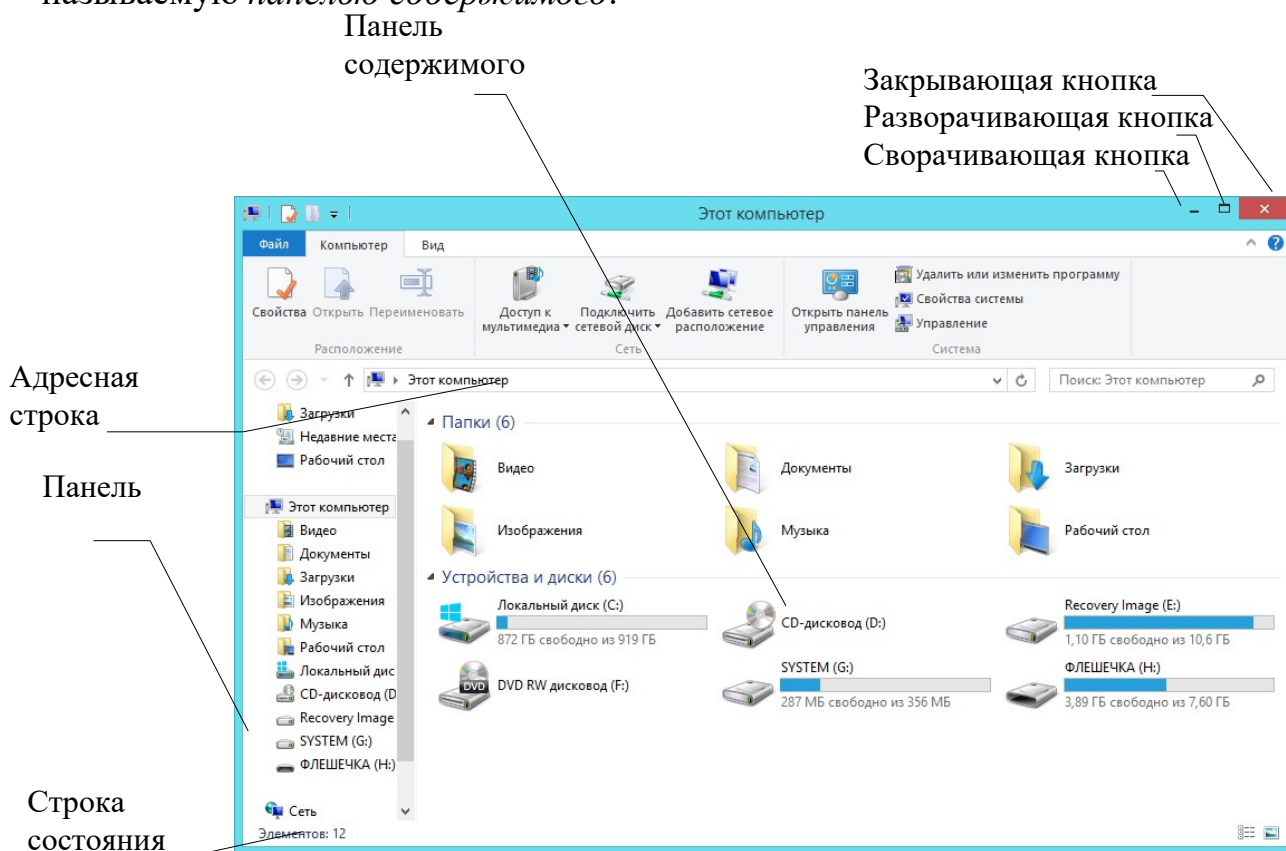 называемую панелью содержимого.
Панель
содержимого
Закрывающая кнопка
Разворачивающая кнопка
Сворачивающая кнопка
Этот компьютер
Файл Компьютер Вид
Свойства Открыть Переименовать
Доступ к мультимедиа
Подключить сетевой диск
Добавить сетевое расположение
Открыть панель управления
Удалить или изменить программу
Свойства системы
Управление
Расположение Сеть Система
Адресная
строка
Этот компьютер
Поиск: Этот компьютер
Панель
Загрузки
Недавние места
Рабочий стол
Этот компьютер
Видео
Документы
Загрузки
Изображения
Музыка
Рабочий стол
Локальный дис
CD-дисковод (D
Recovery Image
SYSTEM (G:)
ФЛЕШЕЧКА (H:)
Сеть
Папки (6)
Видео Документы Загрузки
Изображения Музыка Рабочий стол
Устройства и диски (6)
Локальный диск (C:)
872 ГБ свободно из 919 ГБ
CD-дисковод (D:)
Recovery Image (E:)
1,10 ГБ свободно из 10,6 ГБ
DVD
DVD RW дисковод (F:)
SYSTEM (G:)
287 МБ свободно из 356 МБ
ФЛЕШЕЧКА (H:)
3,89 ГБ свободно из 7,60 ГБ
Строка
состояния
Элементов: 12